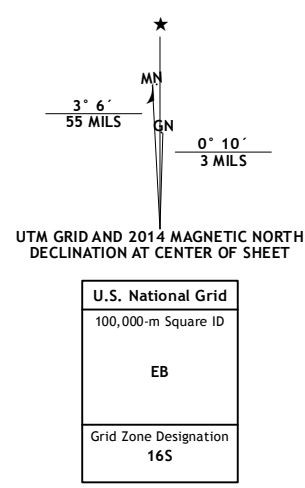 MN
3° 6´
55 MILS
GN
0° 10´
3 MILS
UTM GRID AND 2014 MAGNETIC NORTH
DECLINATION AT CENTER OF SHEET
U.S. National Grid
100,000-m Square ID
EB
Grid Zone Designation
16S